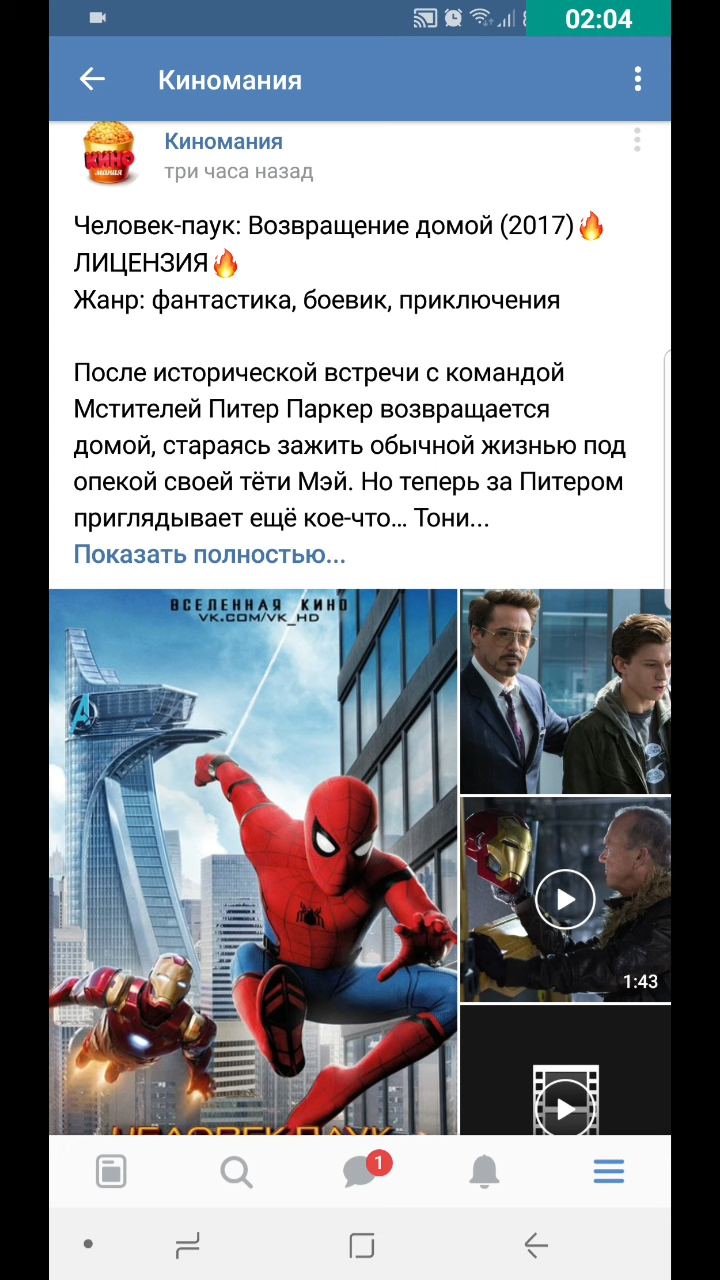 02:04
Киномания
Киномания
три часа назад
Человек-паук: Возвращение домой (2017)🔥
ЛИЦЕНЗИЯ🔥
Жанр: фантастика, боевик, приключения
После исторической встречи с командой
Мстителей Питер Паркер возвращается
домой, стараясь зажить обычной жизнью под
опекой своей тёти Мэй. Но теперь за Питером
приглядывает ещё кое-что… Тони...
Показать полностью...
ВСЕЛЕННАЯ КИНО
VK.COM/VK_HD
1:43
ЧЕЛОВЕК-ПАУК
1